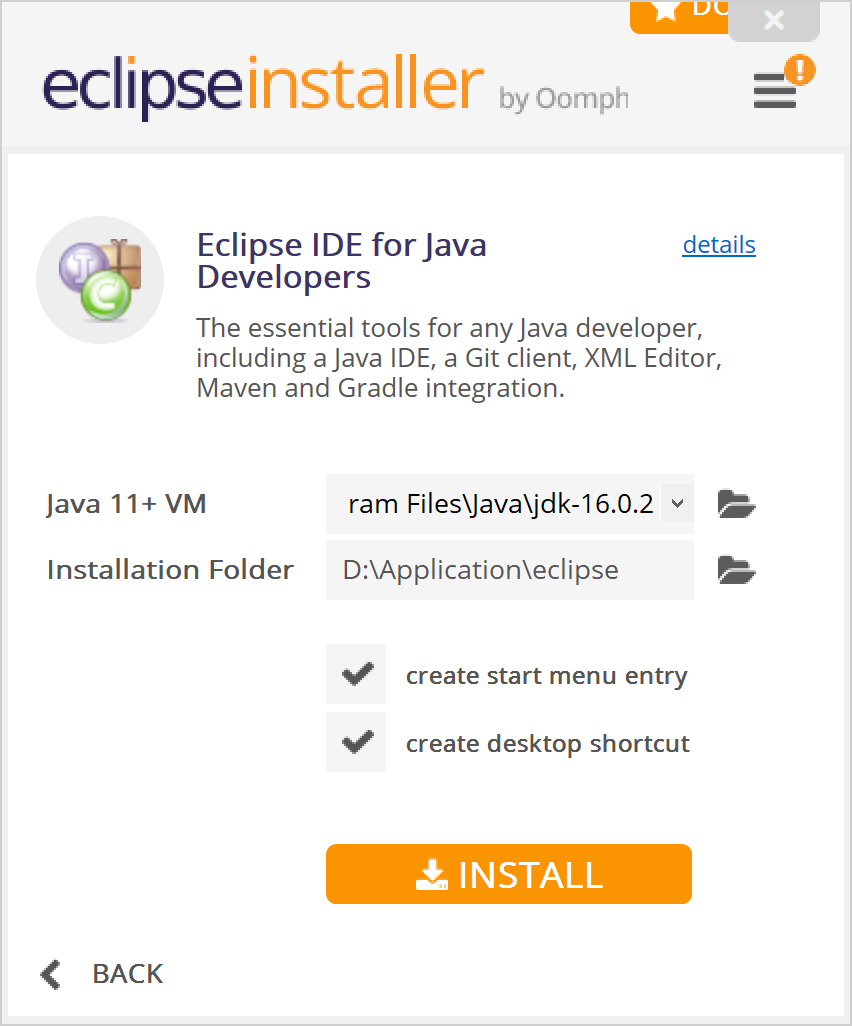 eclipseinstaller by Oomph
!
Eclipse IDE for Java
Developers
details
The essential tools for any Java developer,
including a Java IDE, a Git client, XML Editor,
Maven and Gradle integration.
Java 11+ VM
ram Files\Java\jdk-16.0.2
Installation Folder
D:\Application\eclipse
create start menu entry
create desktop shortcut
INSTALL
BACK